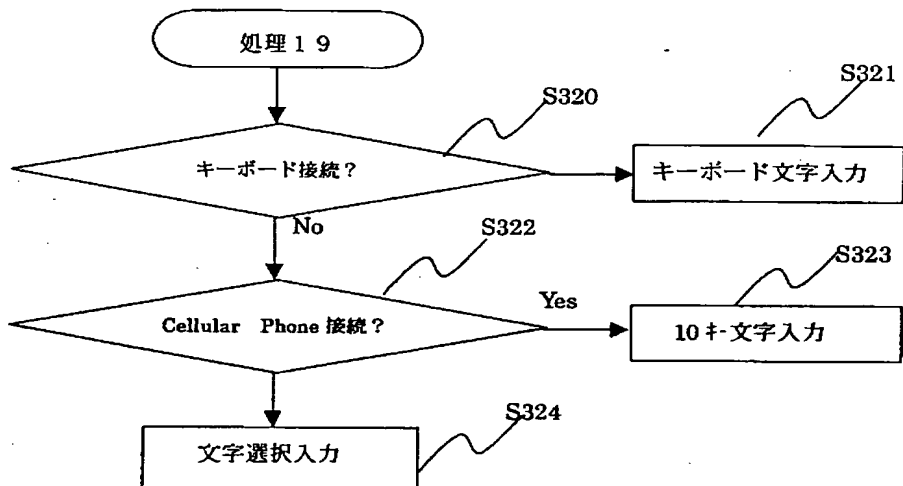 処理１９
S320
S321
キーボード接続？
キーボード文字入力
No
S322
S323
Cellular Phone 接続？
Yes
10ｷｰ文字入力
S324
文字選択入力